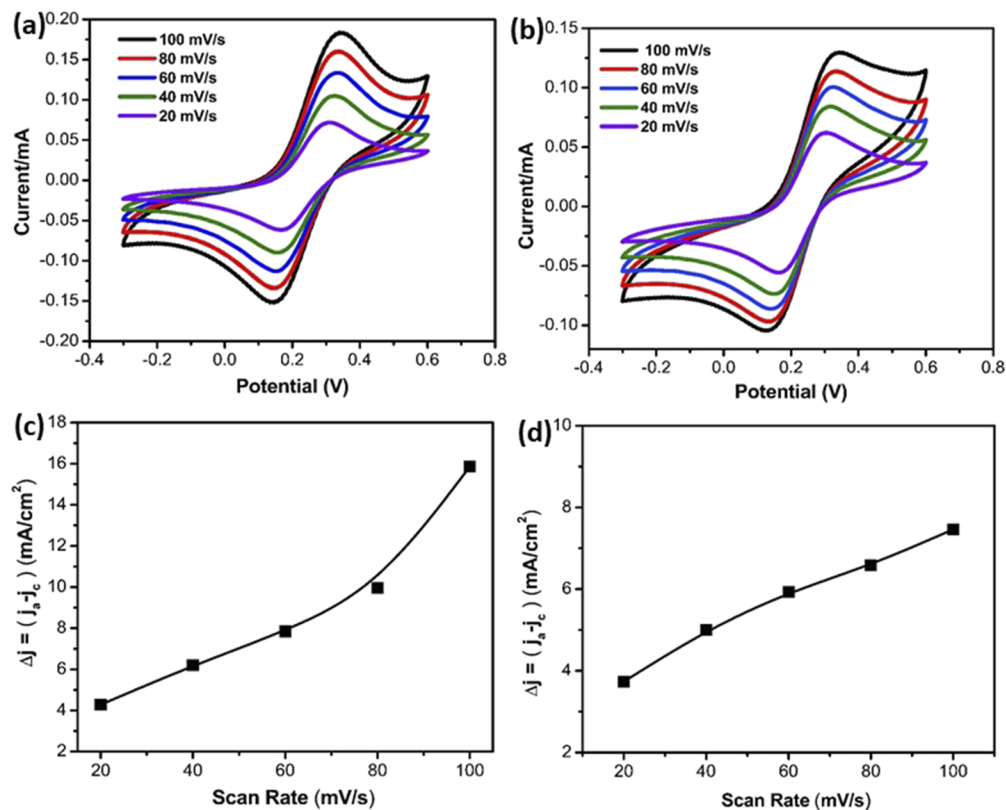 (a)
100 mV/s
80 mV/s
60 mV/s
40 mV/s
20 mV/s
0.20
0.15
0.10
0.05
0.00
-0.05
-0.10
-0.15
-0.20
Current/mA
-0.4 -0.2 0.0 0.2 0.4 0.6 0.8
Potential (V)
(b)
100 mV/s
80 mV/s
60 mV/s
40 mV/s
20 mV/s
0.15
0.10
0.05
0.00
-0.05
-0.10
Current/mA
-0.4 -0.2 0.0 0.2 0.4 0.6 0.8
Potential (V)
(c)
18
16
14
12
10
8
6
4
2
Δj = ( jₐ-j꜀ ) (mA/cm²)
20 40 60 80 100
Scan Rate (mV/s)
(d)
10
8
6
4
2
Δj = ( jₐ-j꜀ ) (mA/cm²)
20 40 60 80 100
Scan Rate (mV/s)